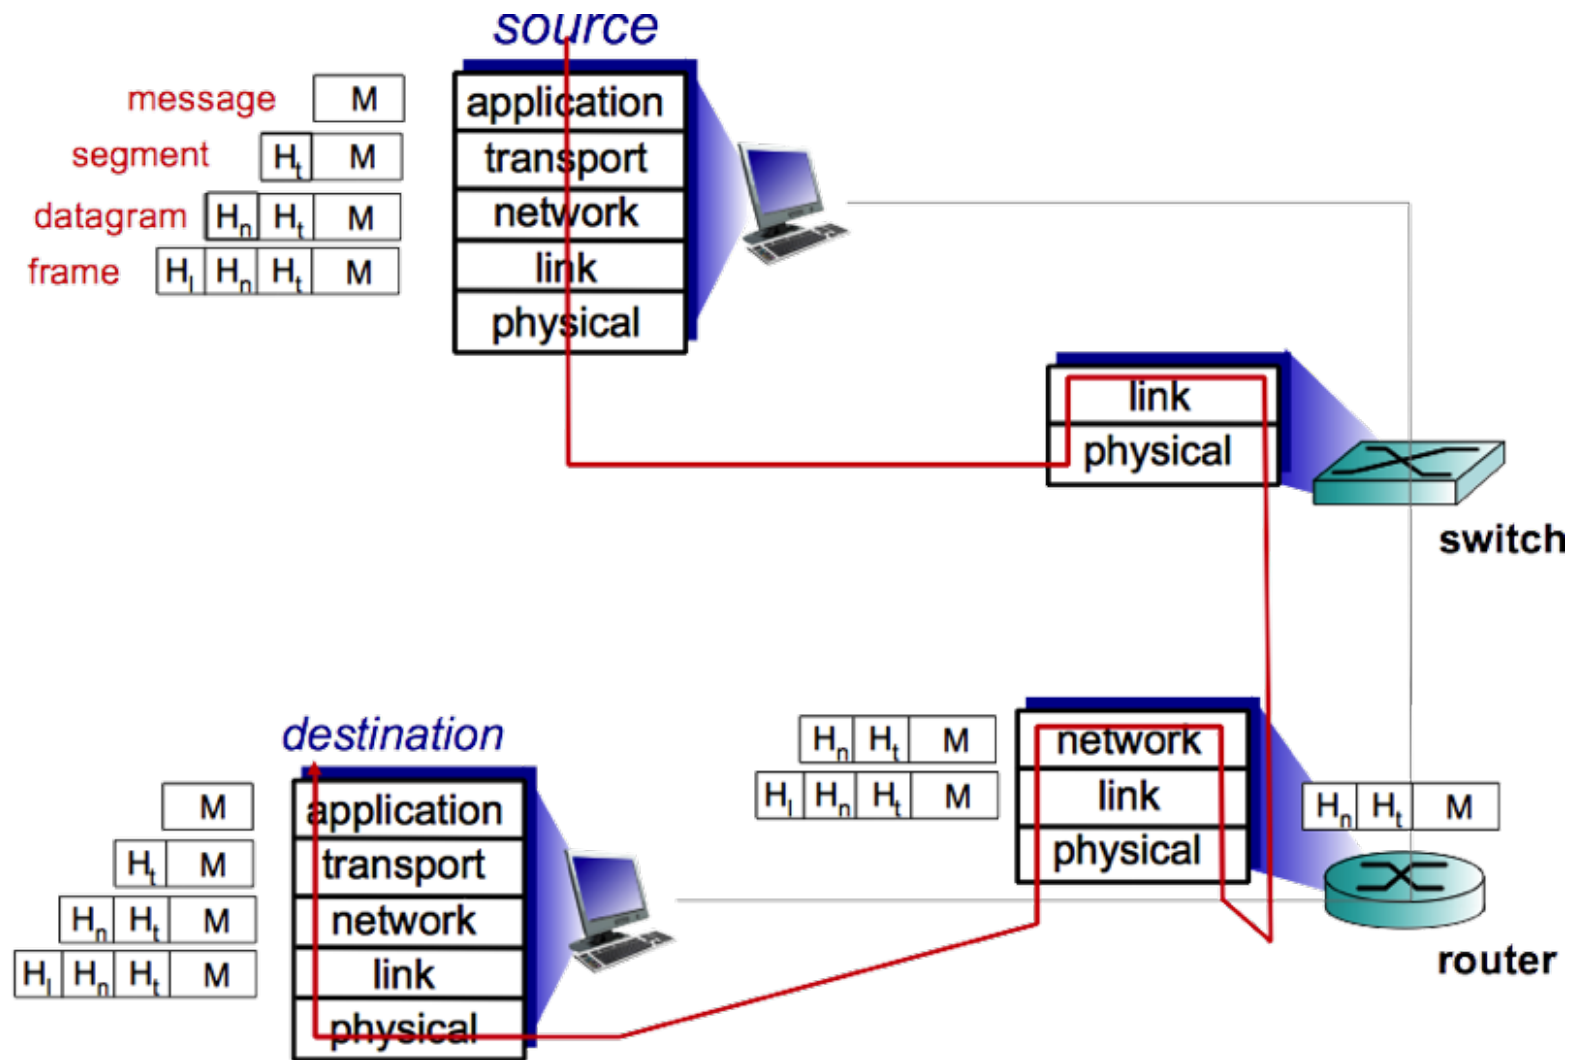 source
message M
application
segment Ht M
transport
datagram Hn Ht M
network
frame Hl Hn Ht M
link
physical
link
physical
switch
destination
Hn Ht M
network
Hl Hn Ht M
link
Hn Ht M
physical
router
M
application
Ht M
transport
Hn Ht M
network
Hl Hn Ht M
link
physical